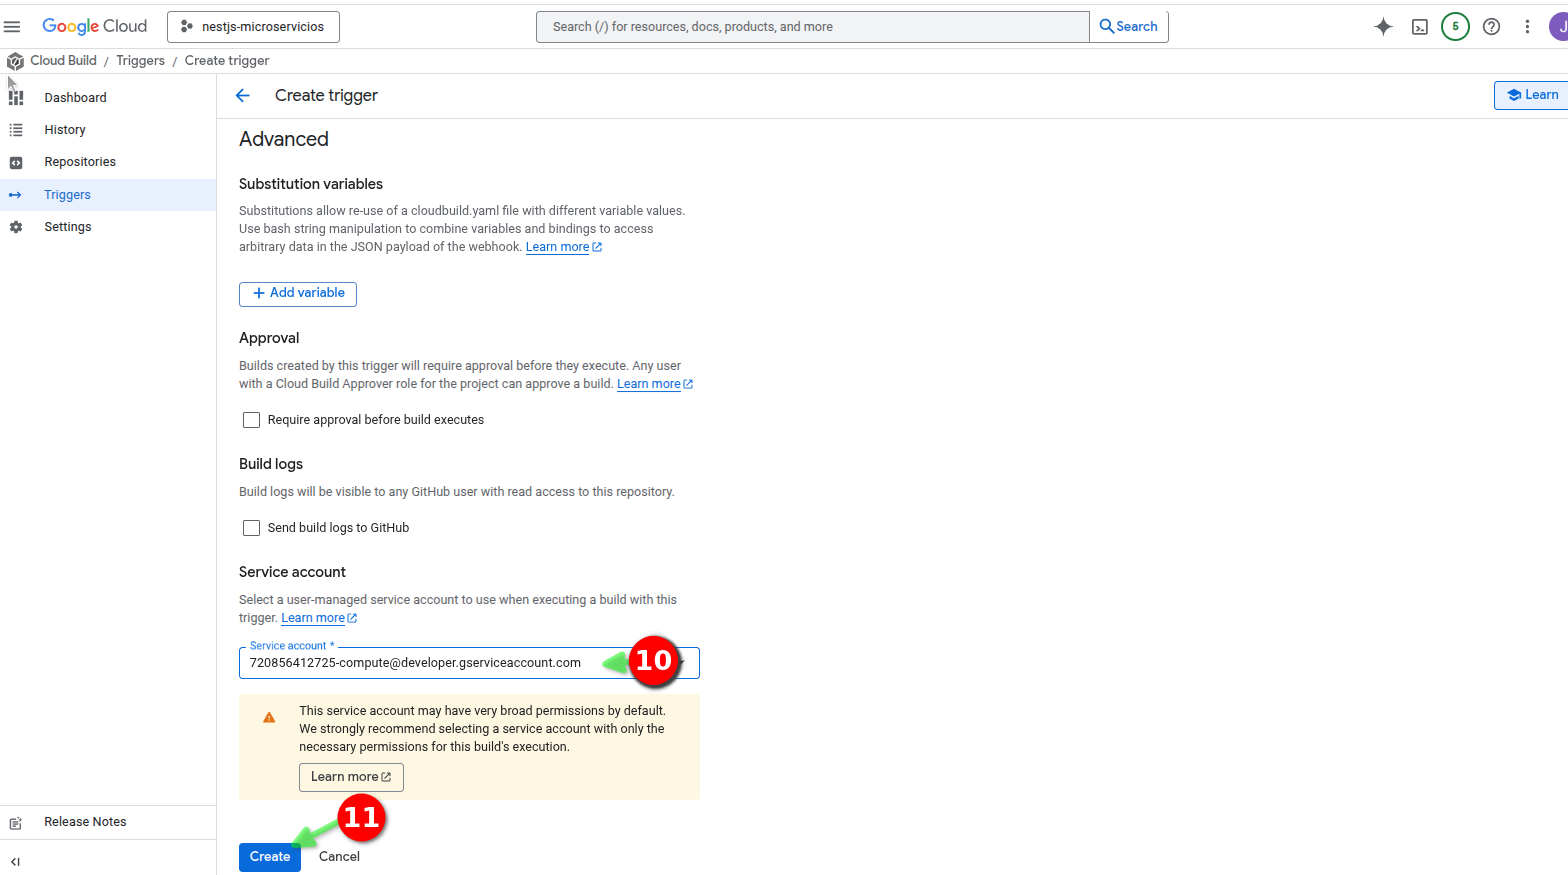 Google Cloud
nestjs-microservicios
Search (/) for resources, docs, products, and more
Search
5
J
Cloud Build / Triggers / Create trigger
Dashboard
History
Repositories
Triggers
Settings
Release Notes
Create trigger
Learn
Advanced
Substitution variables
Substitutions allow re-use of a cloudbuild.yaml file with different variable values.
Use bash string manipulation to combine variables and bindings to access
arbitrary data in the JSON payload of the webhook. Learn more
+ Add variable
Approval
Builds created by this trigger will require approval before they execute. Any user
with a Cloud Build Approver role for the project can approve a build. Learn more
Require approval before build executes
Build logs
Build logs will be visible to any GitHub user with read access to this repository.
Send build logs to GitHub
Service account
Select a user-managed service account to use when executing a build with this
trigger. Learn more
Service account *
720856412725-compute@developer.gserviceaccount.com
10
This service account may have very broad permissions by default.
We strongly recommend selecting a service account with only the
necessary permissions for this build's execution.
Learn more
11
Create
Cancel